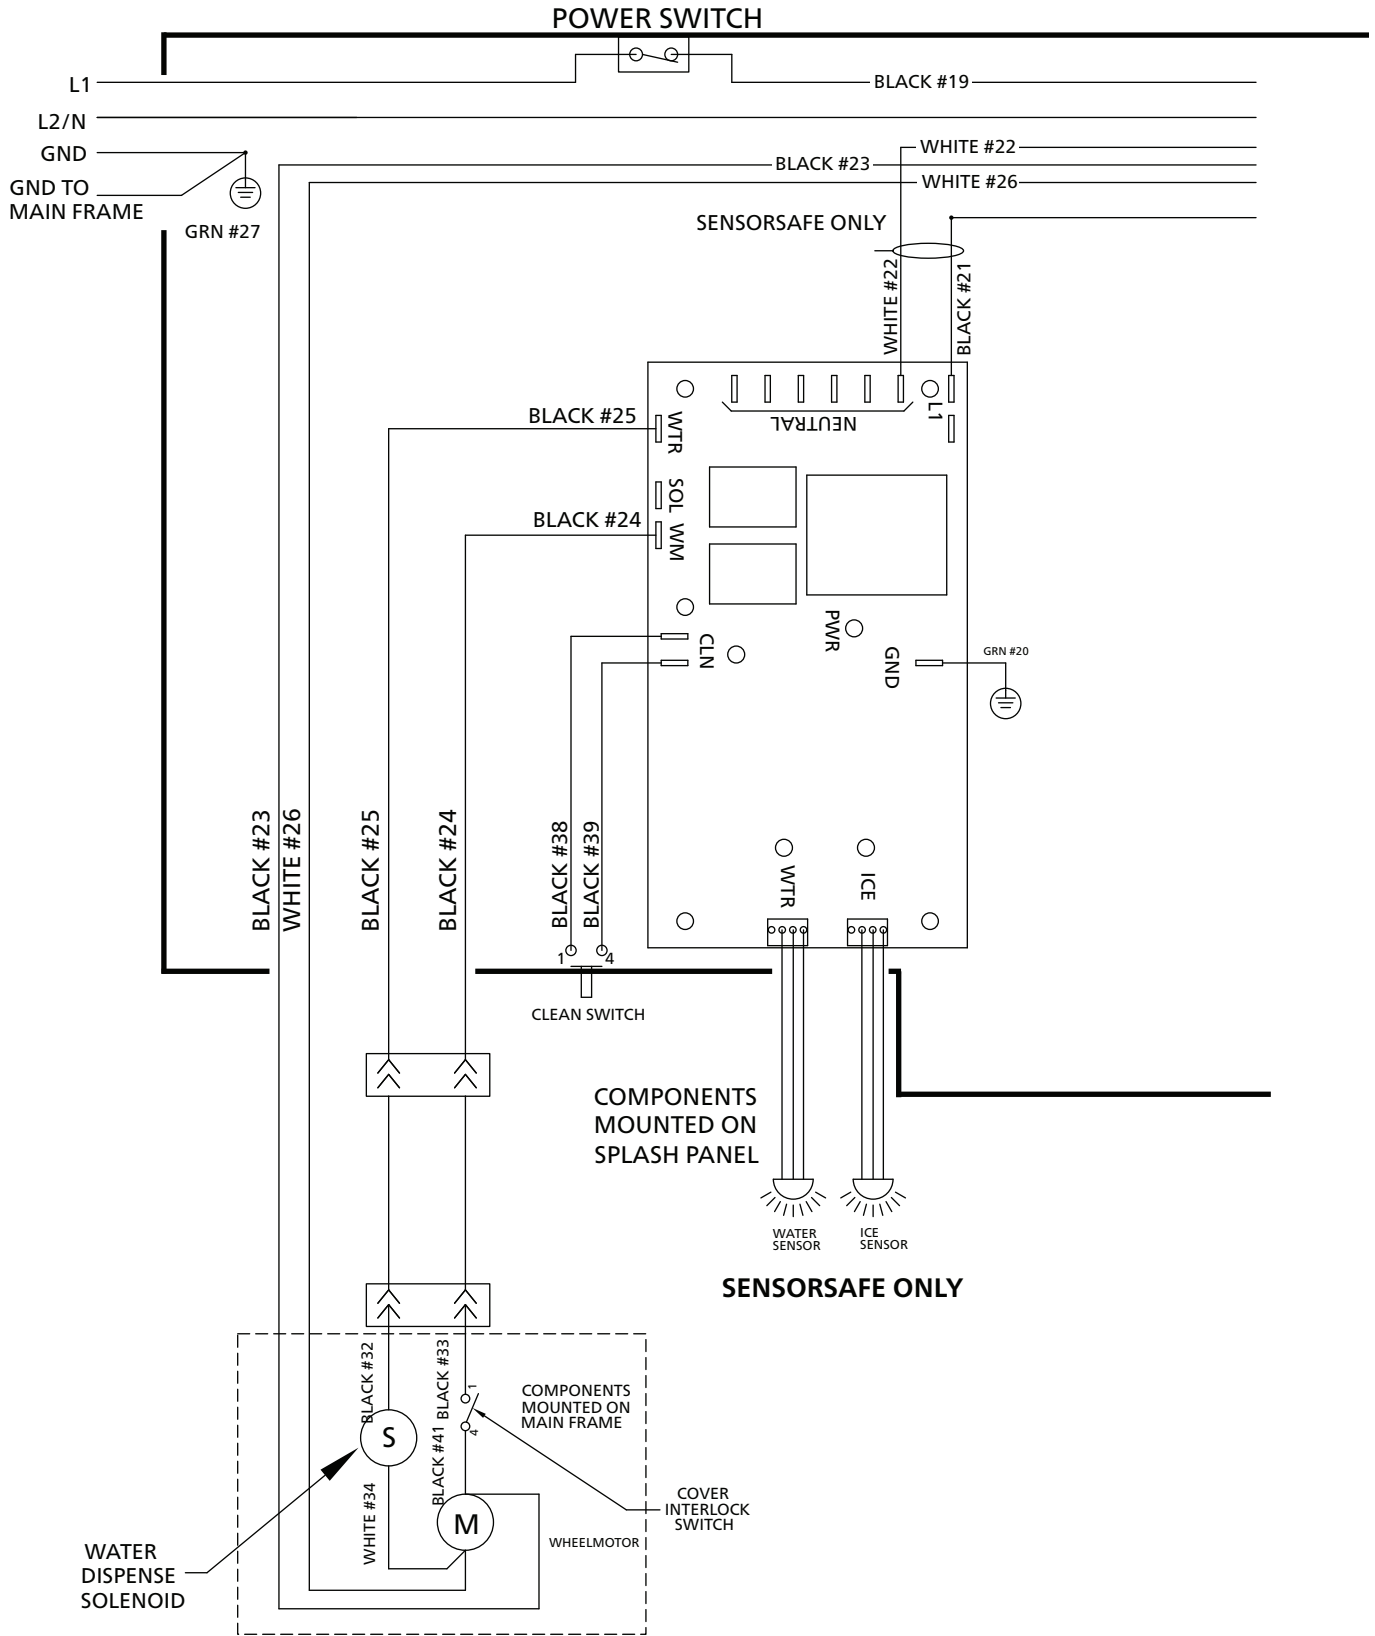 POWER SWITCH
L1
BLACK #19
L2/N
GND
WHITE #22
BLACK #23
WHITE #26
GND TO
MAIN FRAME
GRN #27
SENSORSAFE ONLY
WHITE #22
BLACK #21
BLACK #25
WTR
NEUTRAL
L1
SOL
BLACK #24
WM
CLN
PWR
GND
GRN #20
BLACK #23
WHITE #26
BLACK #25
BLACK #24
BLACK #38
BLACK #39
WTR
ICE
1
4
CLEAN SWITCH
COMPONENTS
MOUNTED ON
SPLASH PANEL
WATER
SENSOR
ICE
SENSOR
SENSORSAFE ONLY
BLACK #32
BLACK #33
1
4
COMPONENTS
MOUNTED ON
MAIN FRAME
S
BLACK #41
WHITE #34
M
WHEELMOTOR
COVER
INTERLOCK
SWITCH
WATER
DISPENSE
SOLENOID